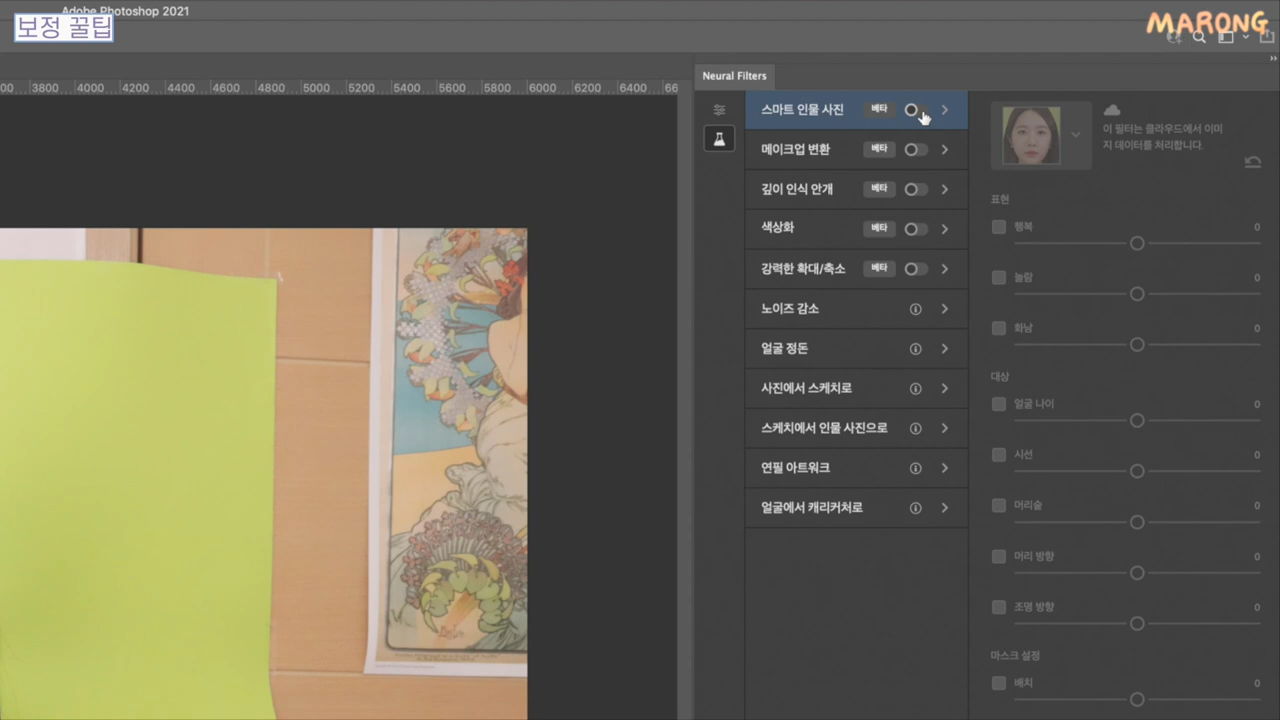 Adobe Photoshop 2021
보정 꿀팁
MARONG
3800 4000 4200 4400 4600 4800 5000 5200 5400 5600 5800 6000 6200 6400 66
Neural Filters
스마트 인물 사진 베타
메이크업 변환 베타
깊이 인식 안개 베타
색상화 베타
강력한 확대/축소 베타
노이즈 감소
얼굴 정돈
사진에서 스케치로
스케치에서 인물 사진으로
연필 아트워크
얼굴에서 캐리커처로
이 필터는 클라우드에서 이미
지 데이터를 처리합니다.
표현
행복 0
놀람 0
화남 0
대상
얼굴 나이 0
시선 0
머리숱 0
머리 방향 0
조명 방향 0
마스크 설정
배치 0